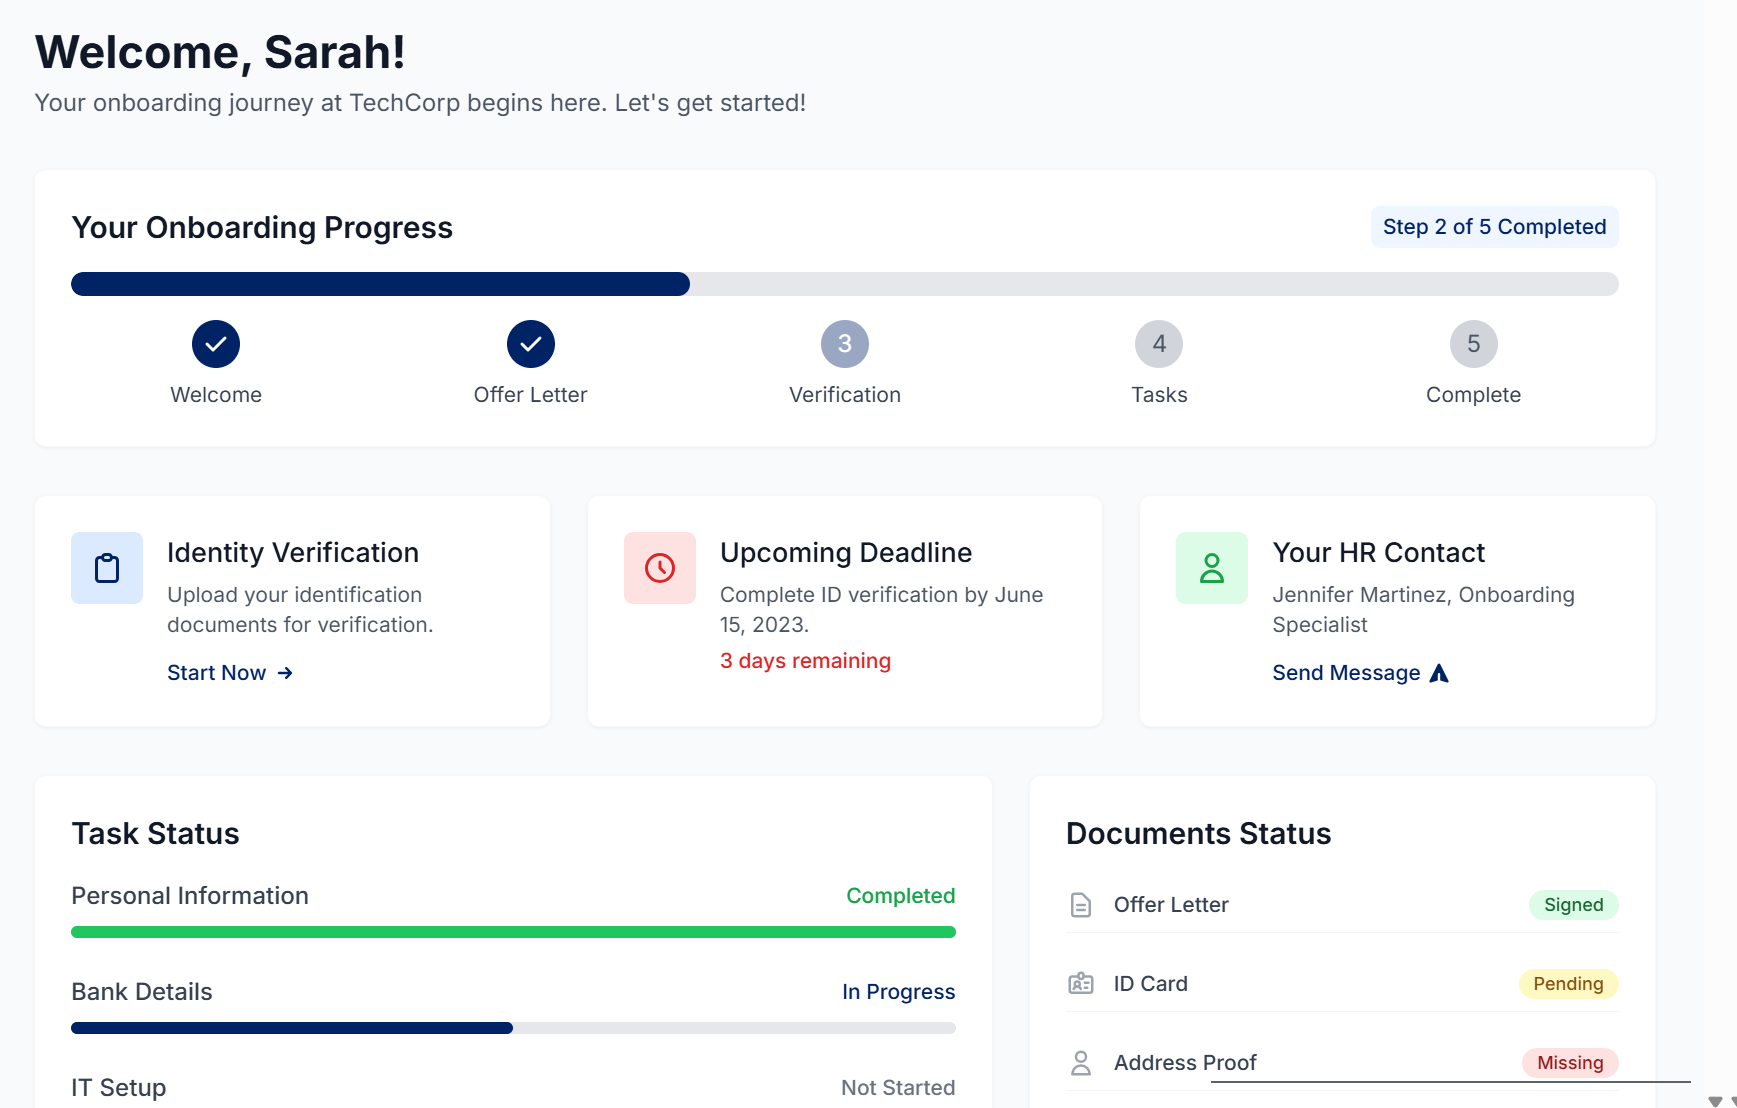 Welcome, Sarah!
Your onboarding journey at TechCorp begins here. Let's get started!
Your Onboarding Progress
Step 2 of 5 Completed
3
4
5
Welcome
Offer Letter
Verification
Tasks
Complete
Identity Verification
Upload your identification
documents for verification.
Start Now
Upcoming Deadline
Complete ID verification by June
15, 2023.
3 days remaining
Your HR Contact
Jennifer Martinez, Onboarding
Specialist
Send Message
Task Status
Personal Information
Completed
Bank Details
In Progress
IT Setup
Not Started
Documents Status
Offer Letter
Signed
ID Card
Pending
Address Proof
Missing